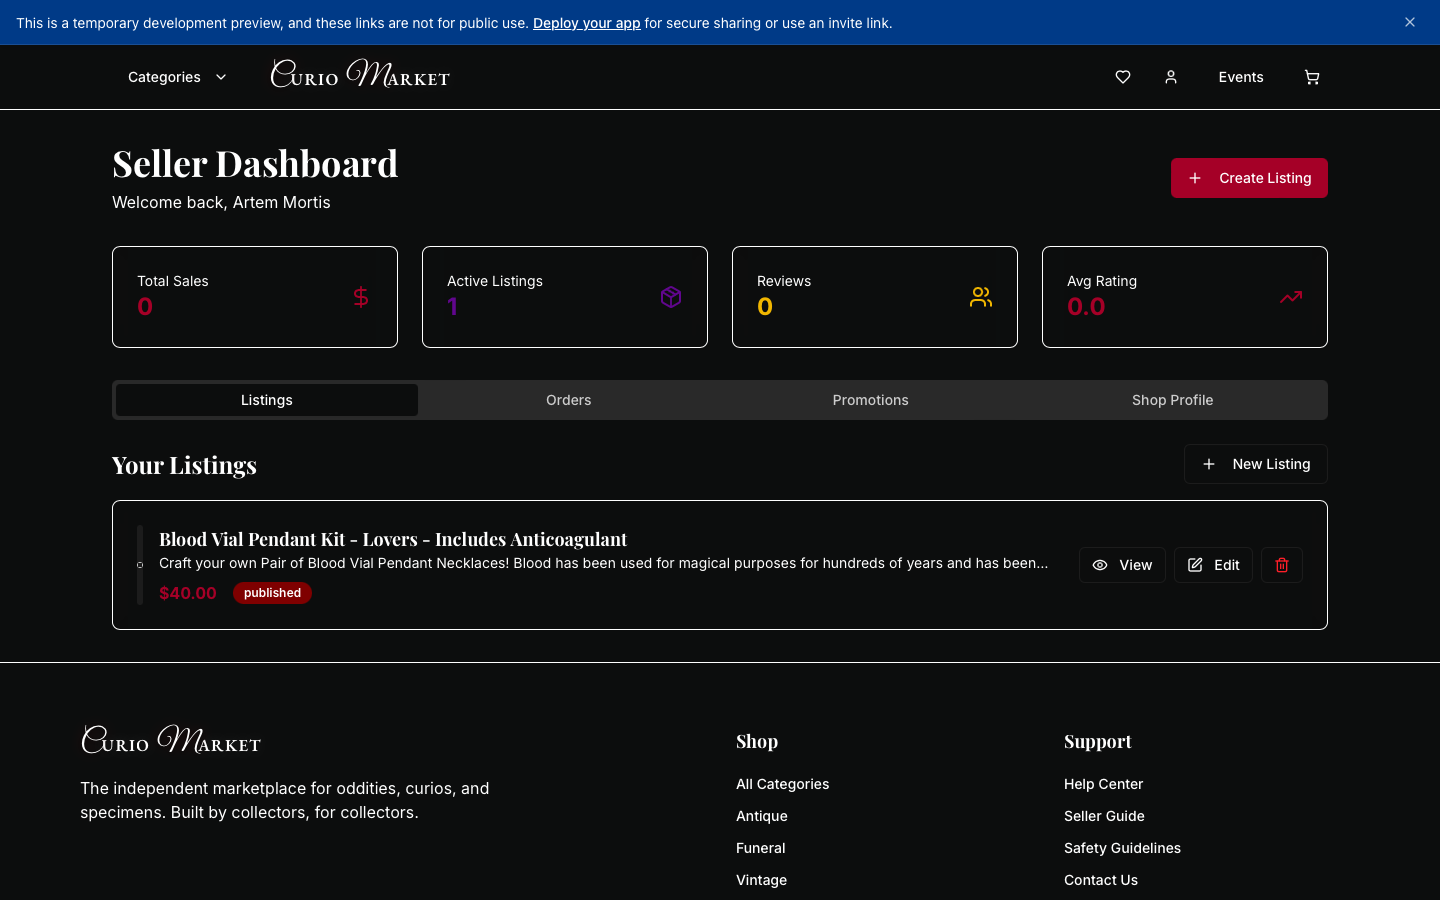 This is a temporary development preview, and these links are not for public use. Deploy your app for secure sharing or use an invite link.
Categories
Curio Market
Events
Seller Dashboard
Welcome back, Artem Mortis
Create Listing
Total Sales
0
Active Listings
1
Reviews
0
Avg Rating
0.0
Listings
Orders
Promotions
Shop Profile
Your Listings
New Listing
Blood Vial Pendant Kit - Lovers - Includes Anticoagulant
Craft your own Pair of Blood Vial Pendant Necklaces! Blood has been used for magical purposes for hundreds of years and has been...
$40.00
published
View
Edit
Curio Market
The independent marketplace for oddities, curios, and
specimens. Built by collectors, for collectors.
Shop
All Categories
Antique
Funeral
Vintage
Support
Help Center
Seller Guide
Safety Guidelines
Contact Us